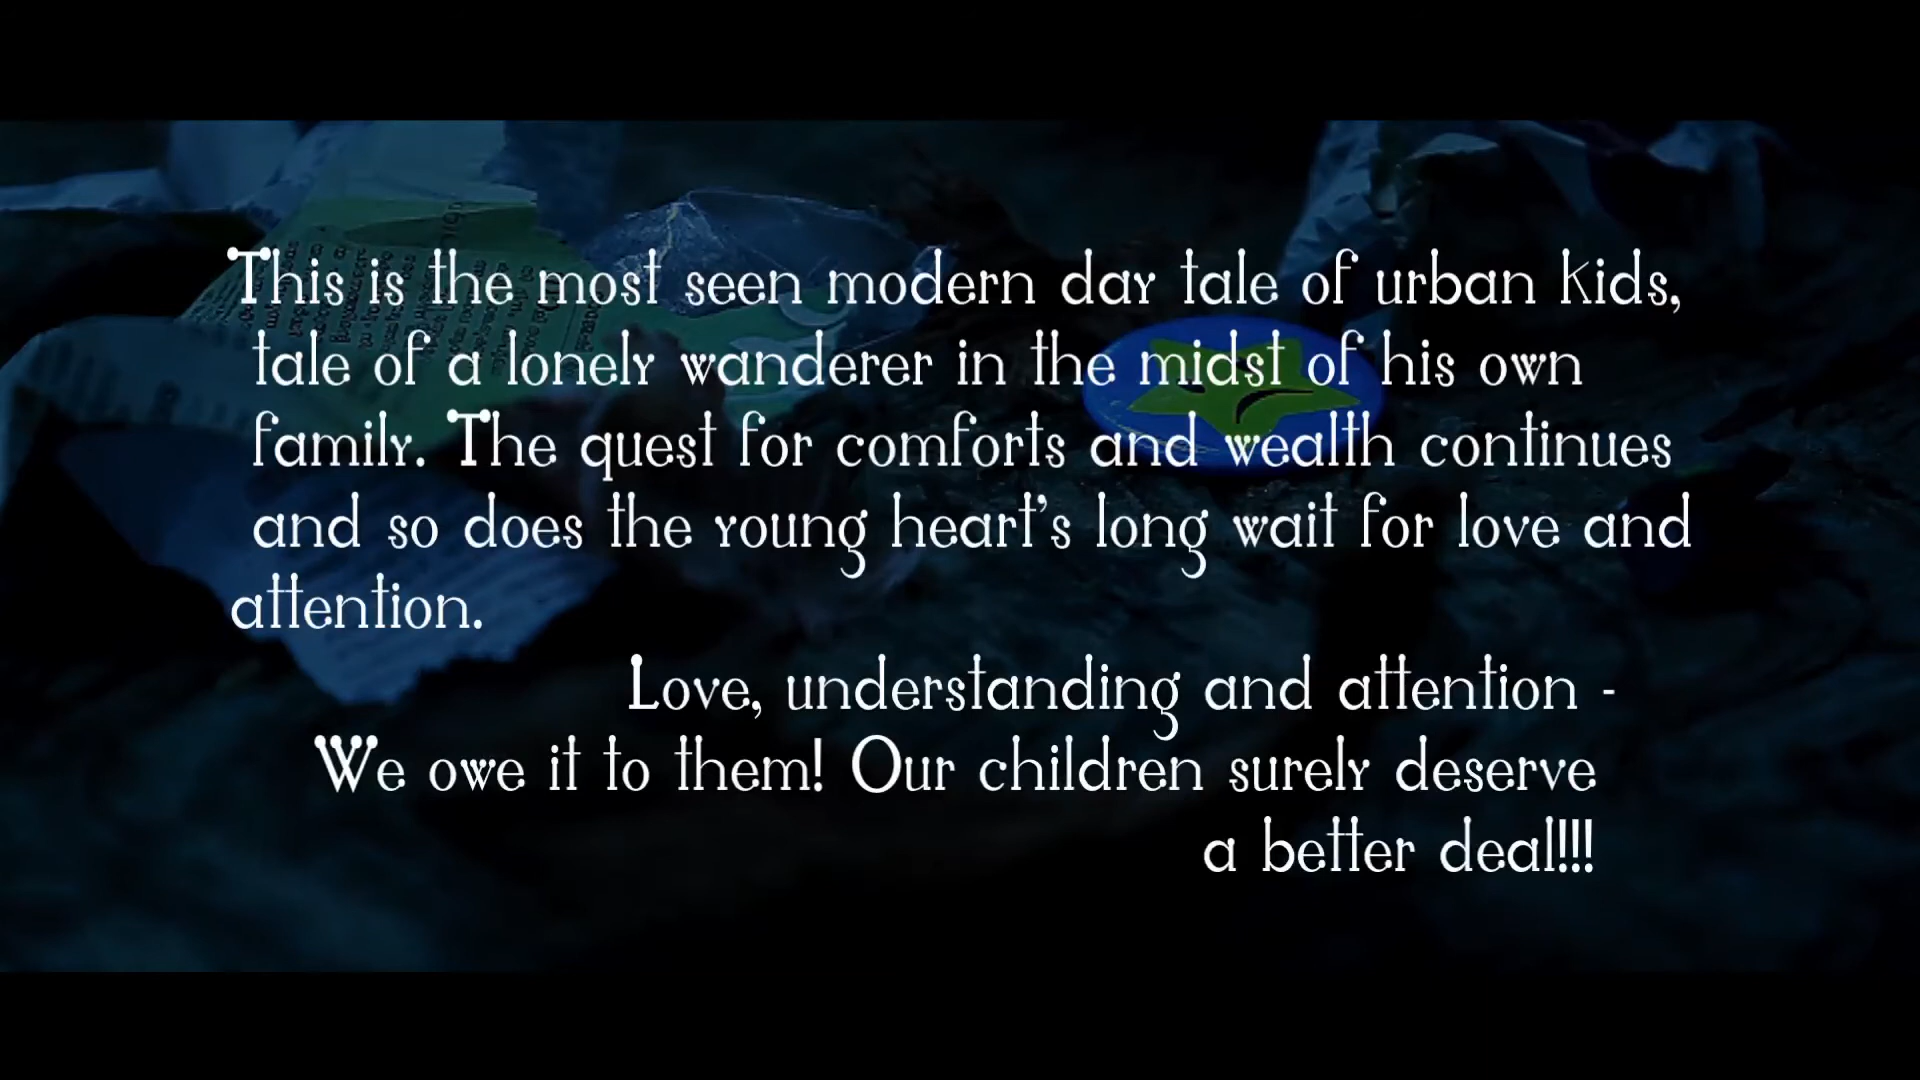 This is the most seen modern day tale of urban kids,
tale of a lonely wanderer in the midst of his own
family. The quest for comforts and wealth continues
and so does the young heart's long wait for love and
attention.
Love, understanding and attention -
We owe it to them! Our children surely deserve
a better deal!!!